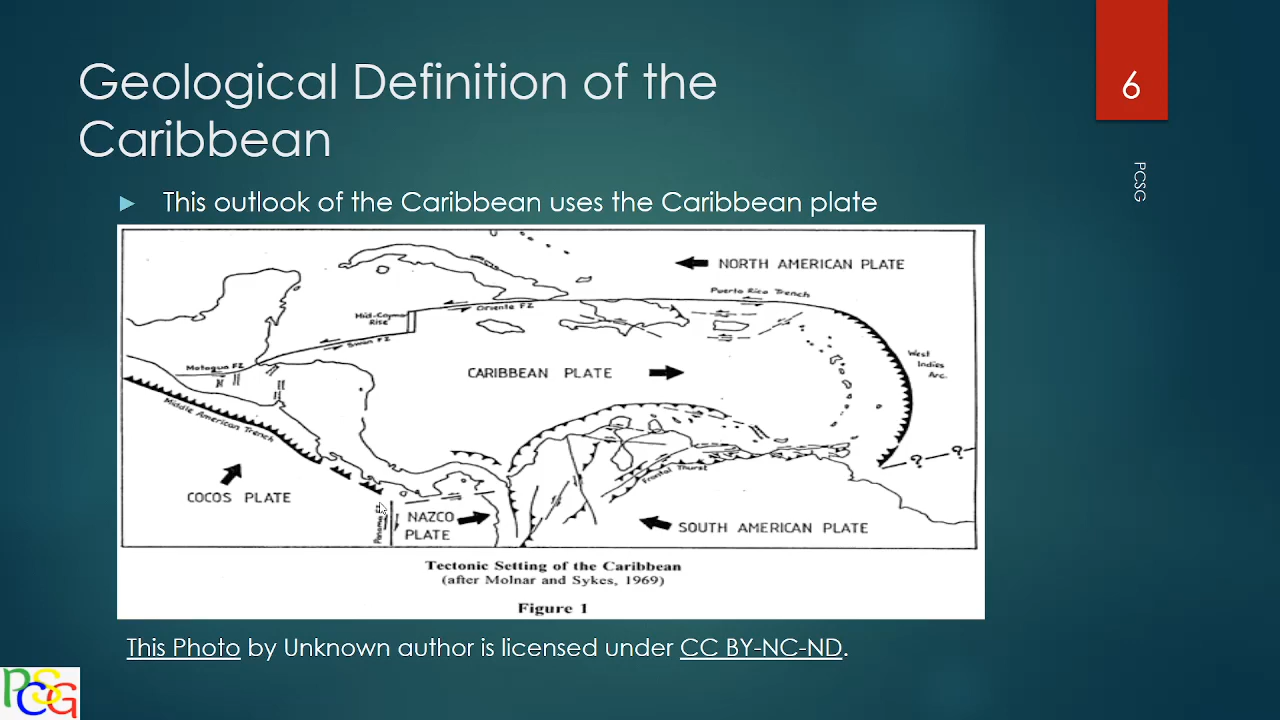 Geological Definition of the
Caribbean
6
PCSG
This outlook of the Caribbean uses the Caribbean plate
NORTH AMERICAN PLATE
Puerto Rico Trench
Oriente FZ
Mid-Cayman
Rise
Swan FZ
West
Indies
Arc.
Motagua FZ
CARIBBEAN PLATE
Middle American Trench
? ?
Frontal Thurst
COCOS PLATE
Panama FZ
NAZCO
PLATE
SOUTH AMERICAN PLATE
Tectonic Setting of the Caribbean
(after Molnar and Sykes, 1969)
Figure 1
This Photo by Unknown author is licensed under CC BY-NC-ND.
PCSG